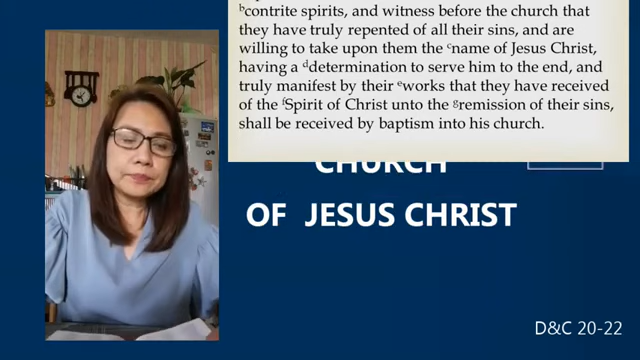 ᵇcontrite spirits, and witness before the church that
they have truly repented of all their sins, and are
willing to take upon them the ᶜname of Jesus Christ,
having a ᵈdetermination to serve him to the end, and
truly manifest by their ᵉworks that they have received
of the ᶠSpirit of Christ unto the ᵍremission of their sins,
shall be received by baptism into his church.
CHURCH
OF JESUS CHRIST
D&C 20-22